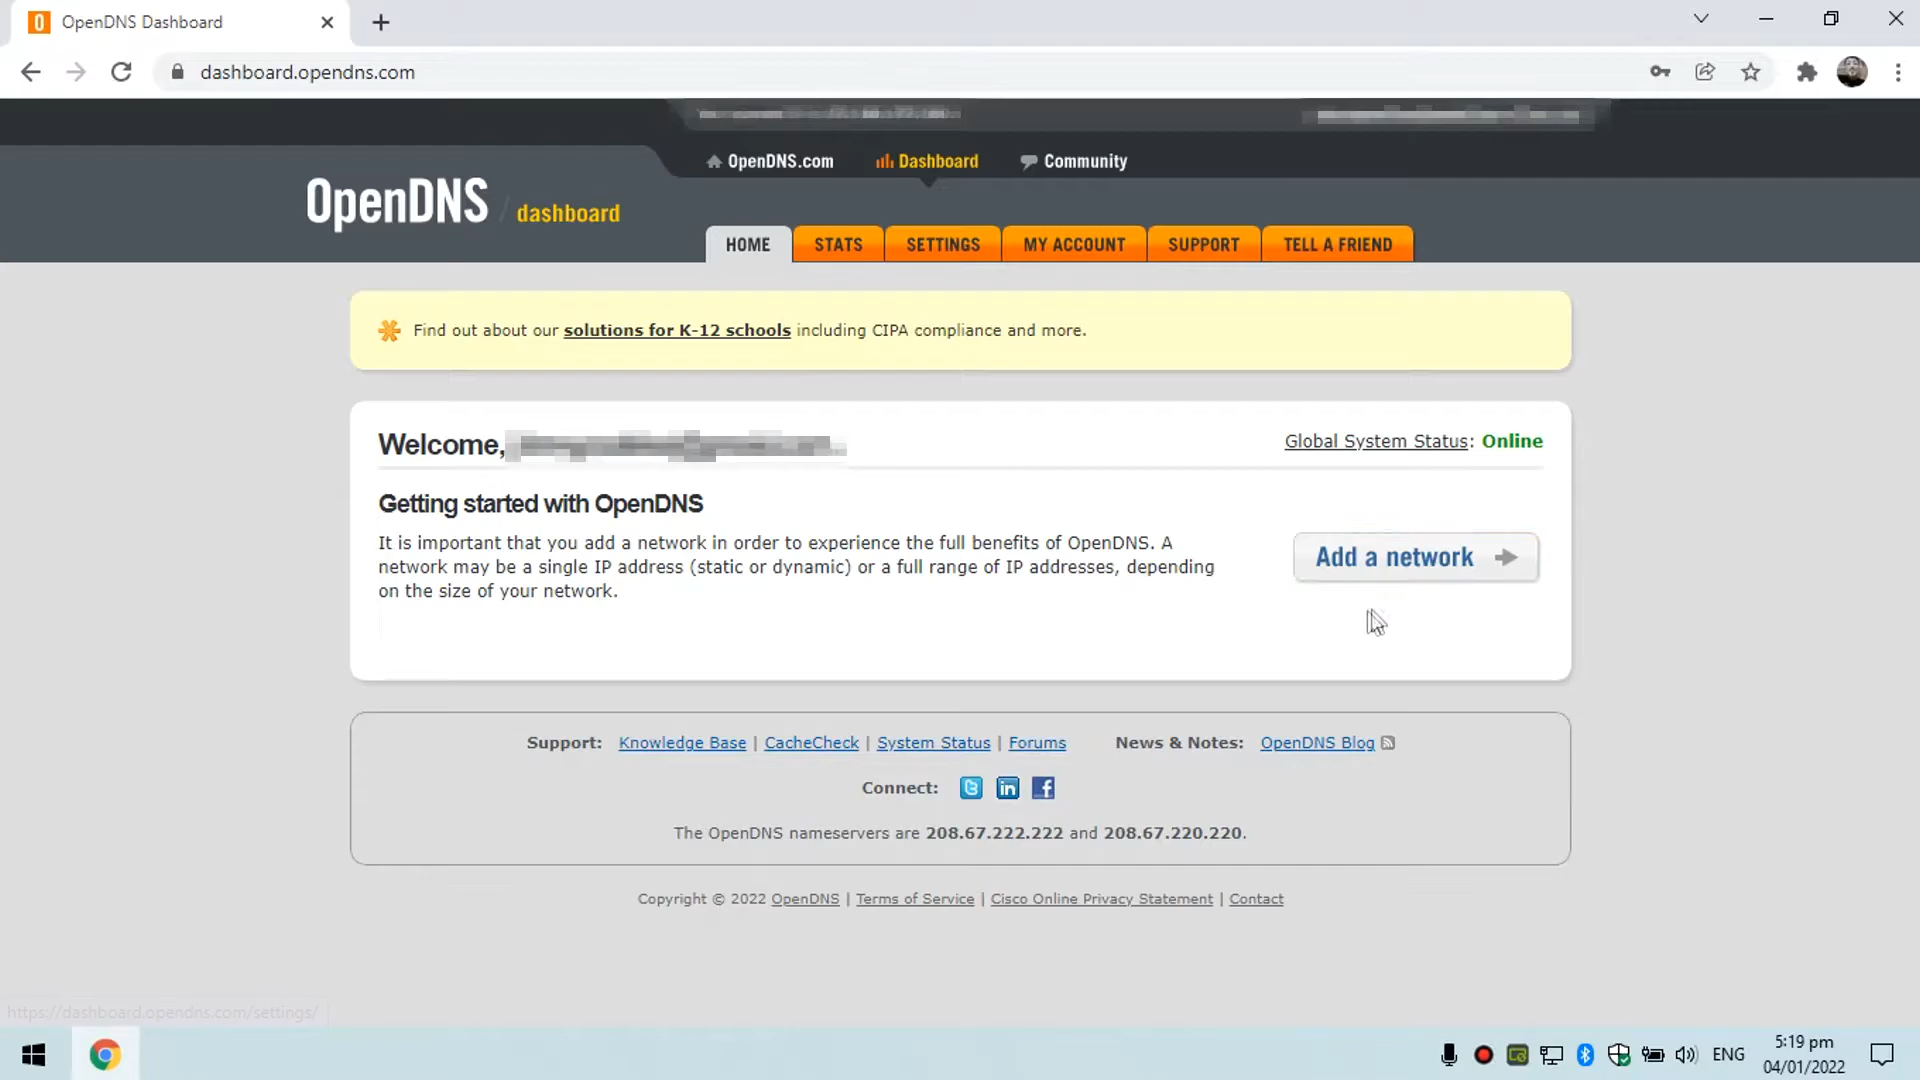 OpenDNS Dashboard
dashboard.opendns.com
OpenDNS.com Dashboard Community
OpenDNS / dashboard
HOME STATS SETTINGS MY ACCOUNT SUPPORT TELL A FRIEND
Find out about our solutions for K-12 schools including CIPA compliance and more.
Welcome,
Global System Status: Online
Getting started with OpenDNS
It is important that you add a network in order to experience the full benefits of OpenDNS. A
network may be a single IP address (static or dynamic) or a full range of IP addresses, depending
on the size of your network.
Add a network
Support: Knowledge Base | CacheCheck | System Status | Forums News & Notes: OpenDNS Blog
Connect:
The OpenDNS nameservers are 208.67.222.222 and 208.67.220.220.
Copyright © 2022 OpenDNS | Terms of Service | Cisco Online Privacy Statement | Contact
https://dashboard.opendns.com/settings/
ENG
5:19 pm
04/01/2022